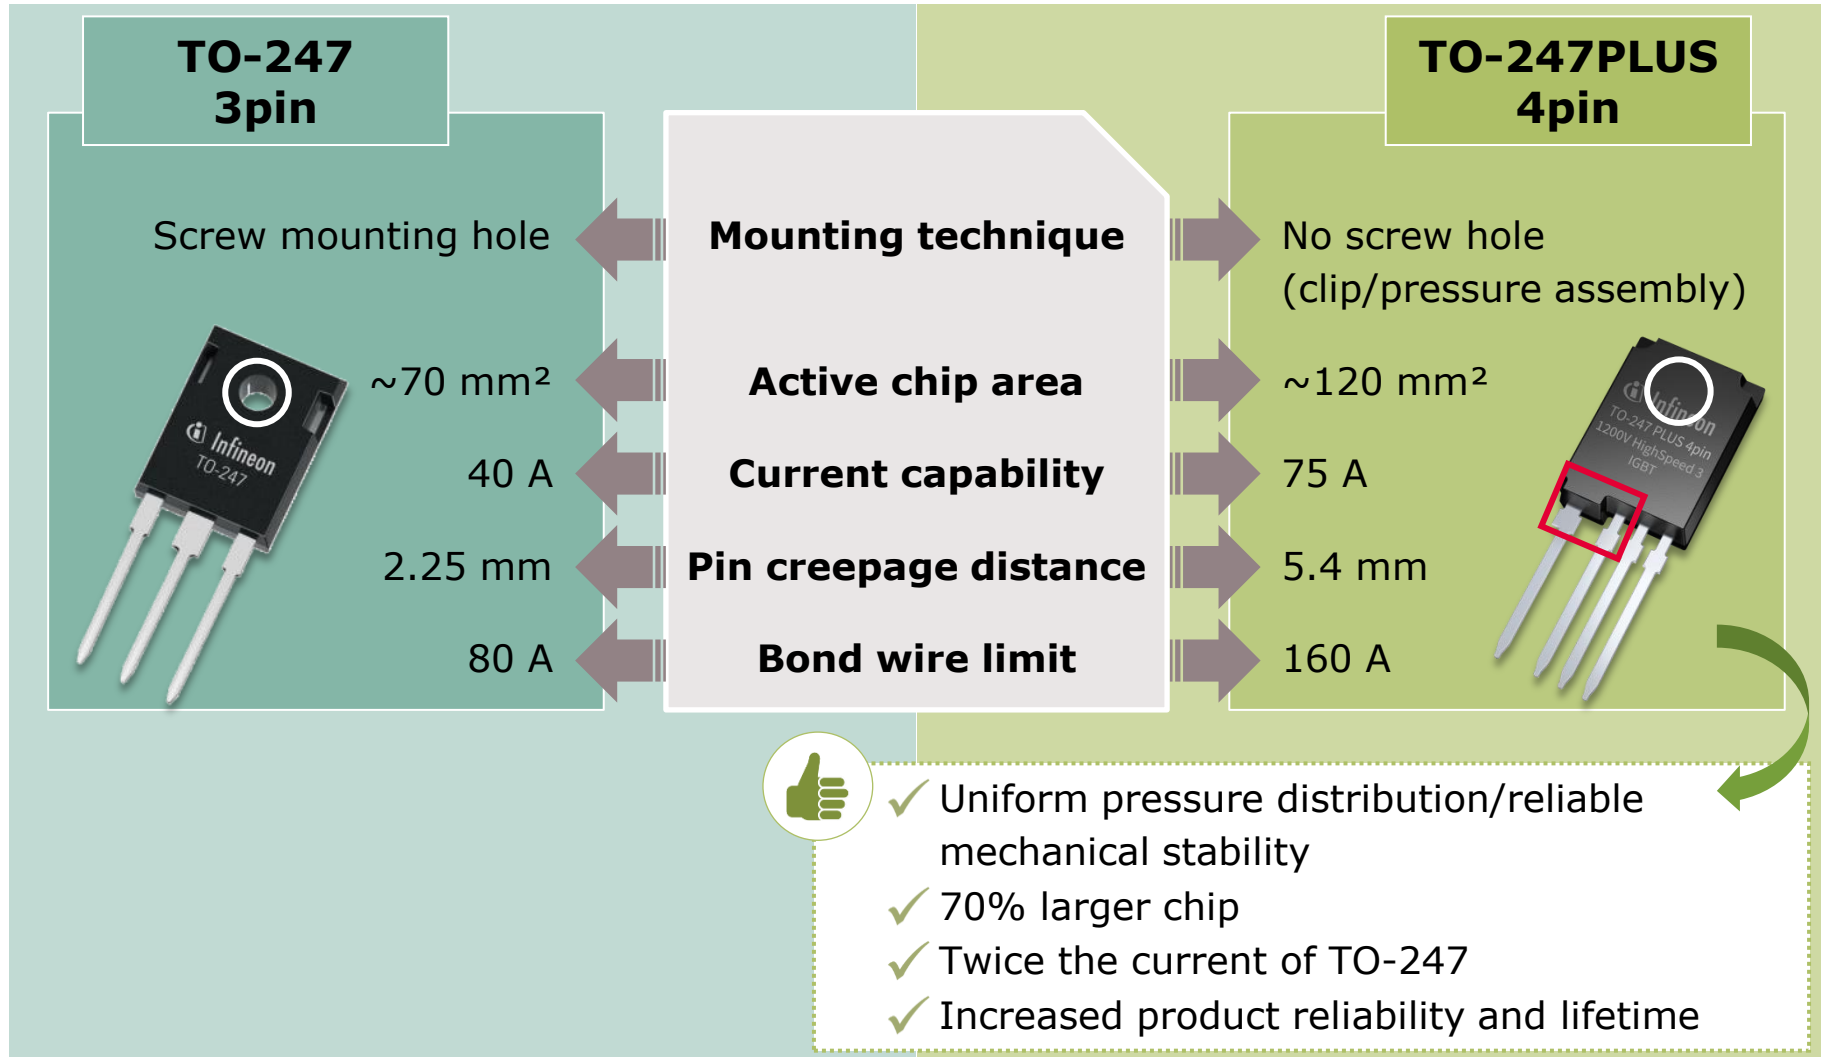 TO-247
3pin
TO-247PLUS
4pin
Screw mounting hole
Mounting technique
No screw hole
(clip/pressure assembly)
~70 mm²
Active chip area
~120 mm²
40 A
Current capability
75 A
2.25 mm
Pin creepage distance
5.4 mm
80 A
Bond wire limit
160 A
Infineon
TO-247
Infineon
TO-247 PLUS 4pin
1200V HighSpeed 3
IGBT
Uniform pressure distribution/reliable
mechanical stability
70% larger chip
Twice the current of TO-247
Increased product reliability and lifetime